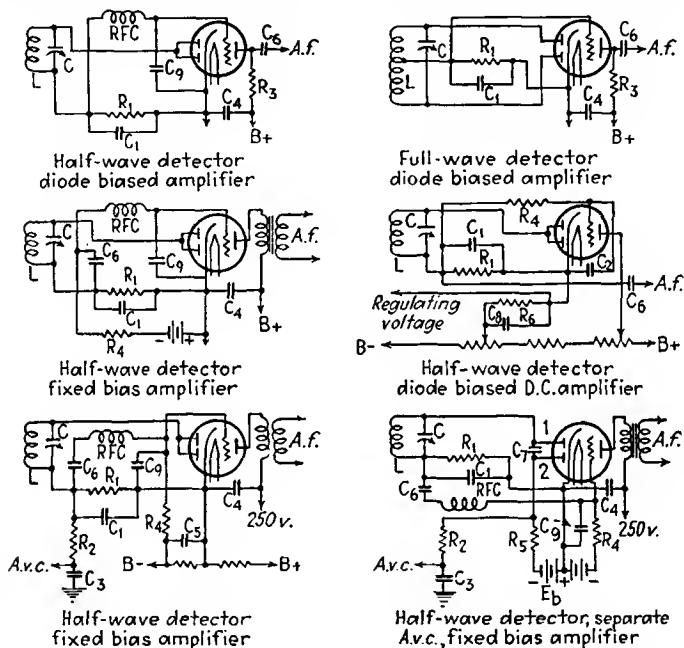 RFC
C
L
C₉
C₆
A.f.
R₃
R₁
C₁
C₄
B+
Half-wave detector
diode biased amplifier
C
L
R₁
C₁
C₆
A.f.
R₃
C₄
B+
Full-wave detector
diode biased amplifier
RFC
C
L
C₆
C₉
R₁
C₁
C₄
A.f.
B+
R₄
- +
Half-wave detector
fixed bias amplifier
R₄
C
L
C₁
R₁
C₂
A.f.
C₆
Regulating
voltage
C₈
R₆
B-
B+
Half-wave detector
diode biased D.C. amplifier
C
L
RFC
C₆
C₉
R₁
C₁
C₄
A.f.
250 v.
R₄
C₅
R₂
A.v.c.
C₃
B-
B+
Half-wave detector
fixed bias amplifier
C
L
R₁
C₁
C₇
1
2
C₆
RFC
C₄
A.f.
250 v.
C₉
R₂
R₅
R₄
A.v.c.
C₃
- + -
E_b
Half-wave detector, separate
A.v.c., fixed bias amplifier